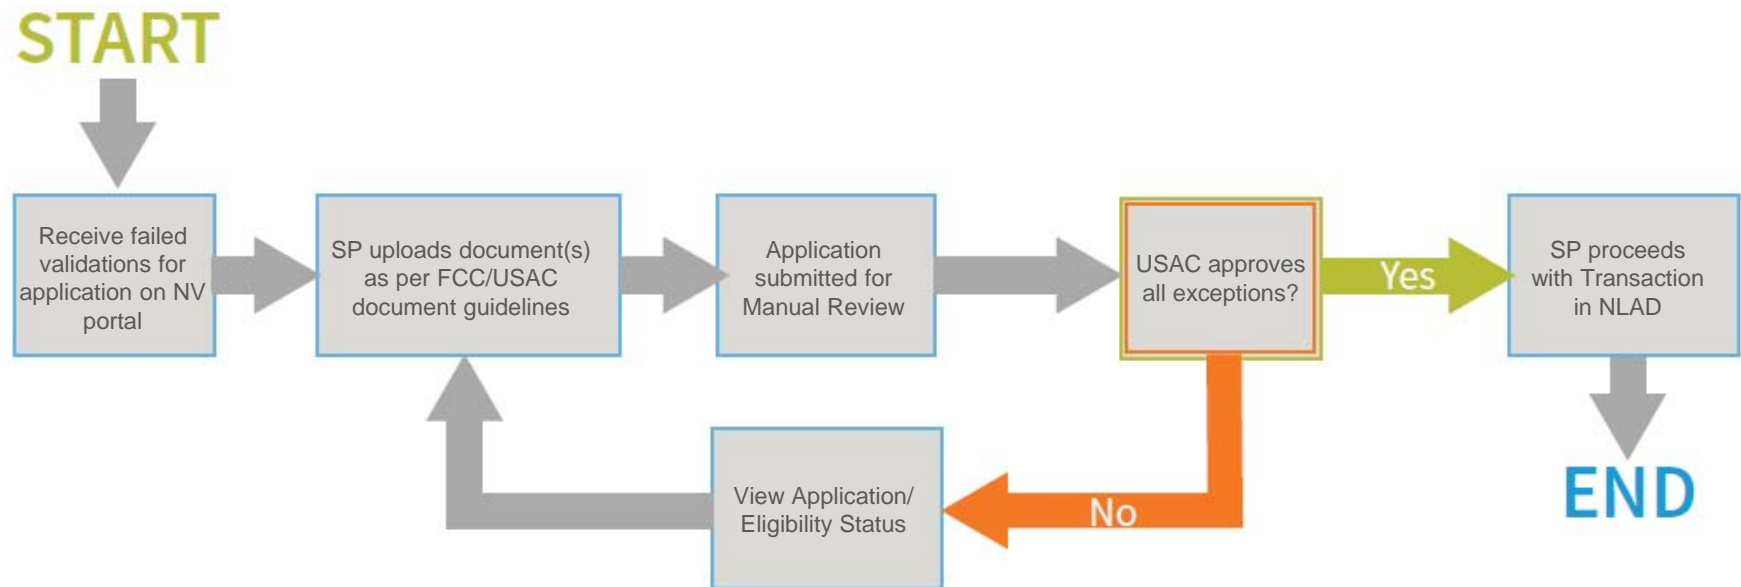 START
Receive failed
validations for
application on NV
portal
SP uploads document(s)
as per FCC/USAC
document guidelines
Application
submitted for
Manual Review
USAC approves
all exceptions?
Yes
SP proceeds
with Transaction
in NLAD
END
No
View Application/
Eligibility Status